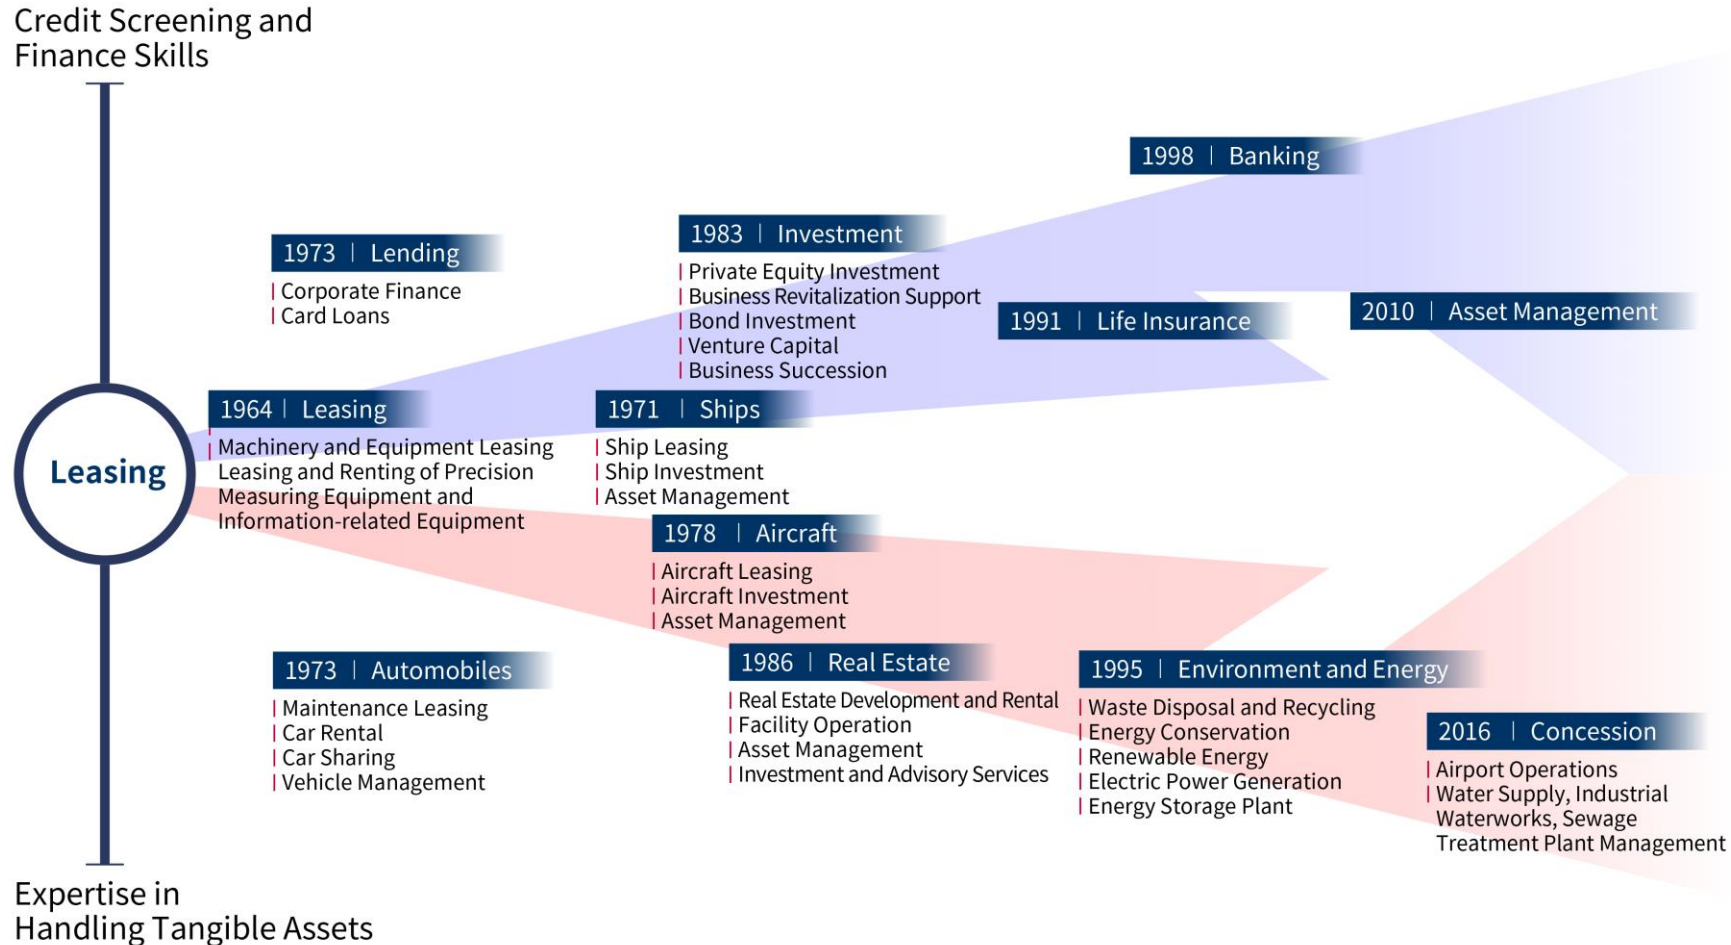 Credit Screening and
Finance Skills
1998 | Banking
1983 | Investment
Private Equity Investment
Business Revitalization Support
Bond Investment
Venture Capital
Business Succession
1973 | Lending
Corporate Finance
Card Loans
1991 | Life Insurance
2010 | Asset Management
1964 | Leasing
Machinery and Equipment Leasing
Leasing and Renting of Precision
Measuring Equipment and
Information-related Equipment
Leasing
1971 | Ships
Ship Leasing
Ship Investment
Asset Management
1978 | Aircraft
Aircraft Leasing
Aircraft Investment
Asset Management
1973 | Automobiles
Maintenance Leasing
Car Rental
Car Sharing
Vehicle Management
1986 | Real Estate
Real Estate Development and Rental
Facility Operation
Asset Management
Investment and Advisory Services
1995 | Environment and Energy
Waste Disposal and Recycling
Energy Conservation
Renewable Energy
Electric Power Generation
Energy Storage Plant
2016 | Concession
Airport Operations
Water Supply, Industrial
Waterworks, Sewage
Treatment Plant Management
Expertise in
Handling Tangible Assets